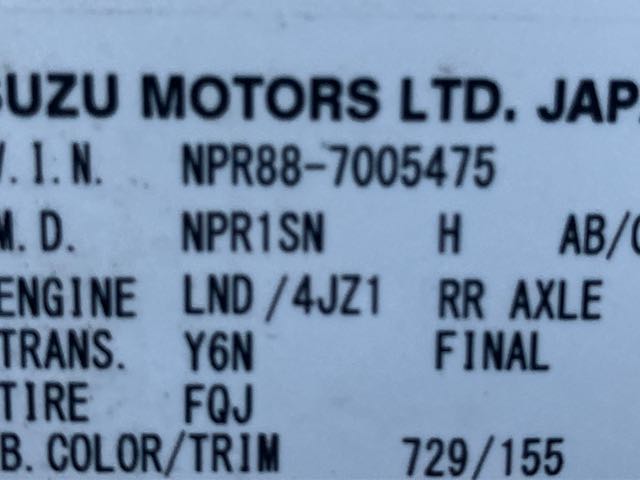 SUZU MOTORS LTD. JAPA
V.I.N. NPR88-7005475
M.D. NPR1SN H AB/C
ENGINE LND/4JZ1 RR AXLE
TRANS. Y6N FINAL
TIRE FQJ
B.COLOR/TRIM 729/155